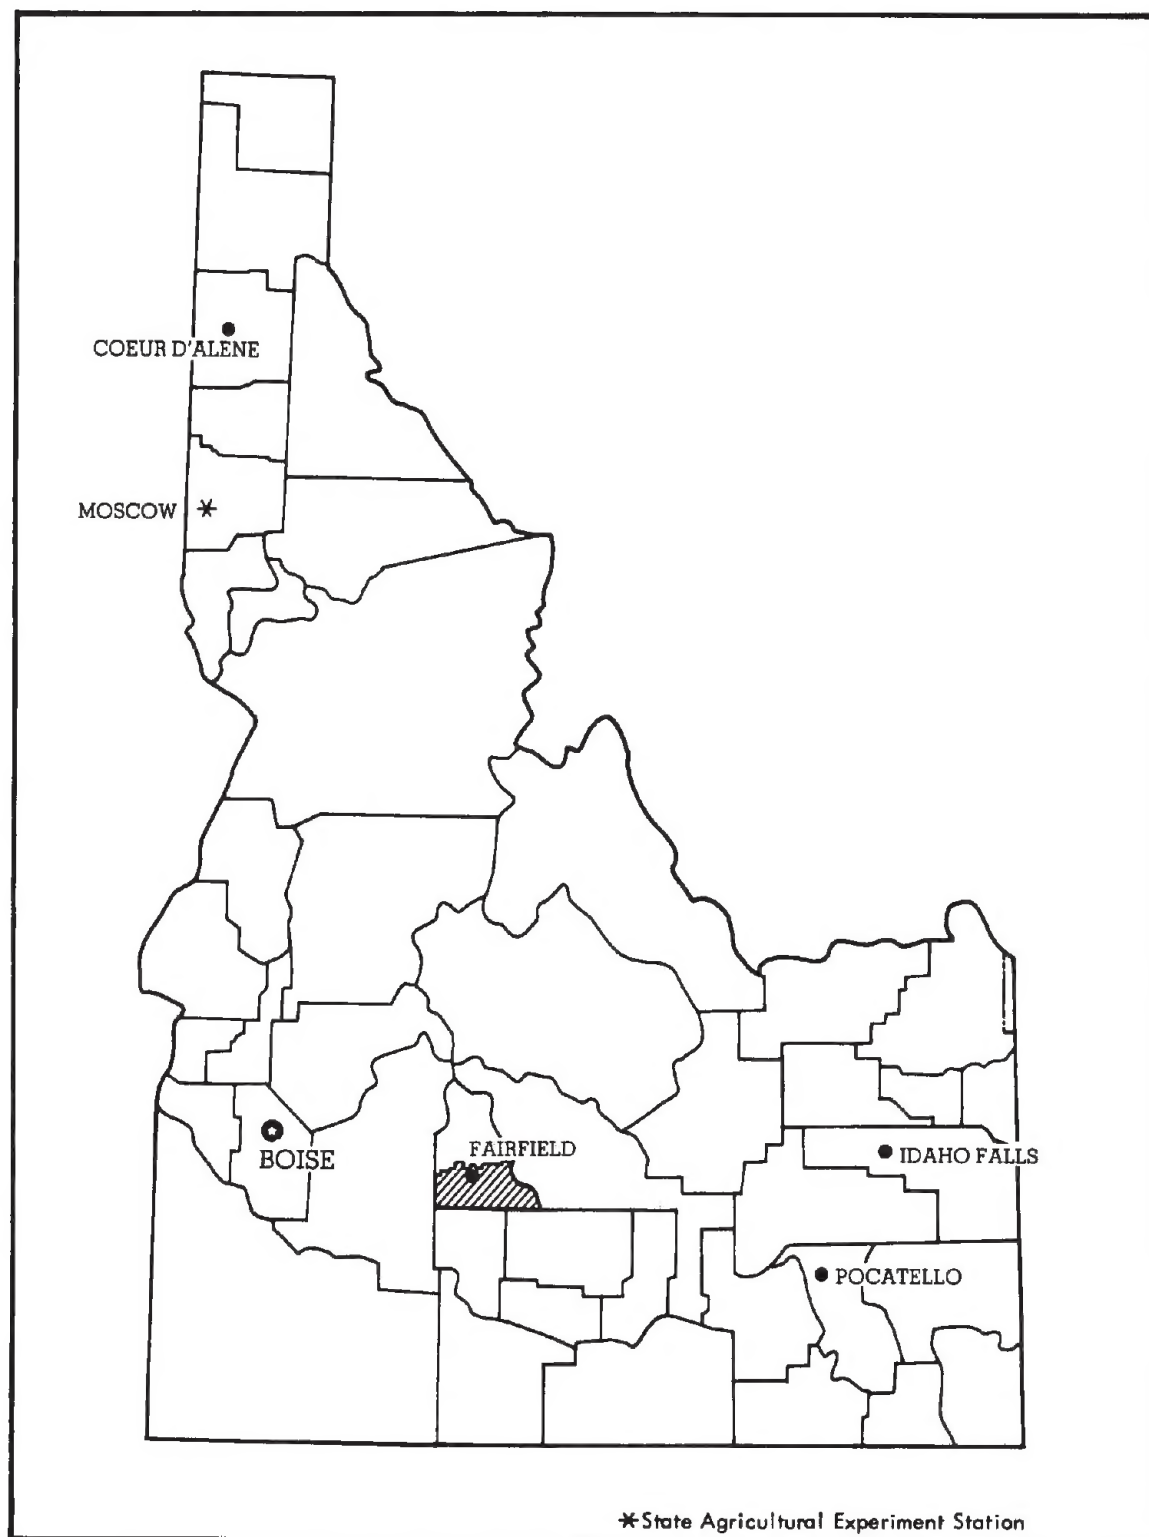 COEUR D'ALENE
MOSCOW
BOISE
FAIRFIELD
IDAHO FALLS
POCATELLO
*State Agricultural Experiment Station